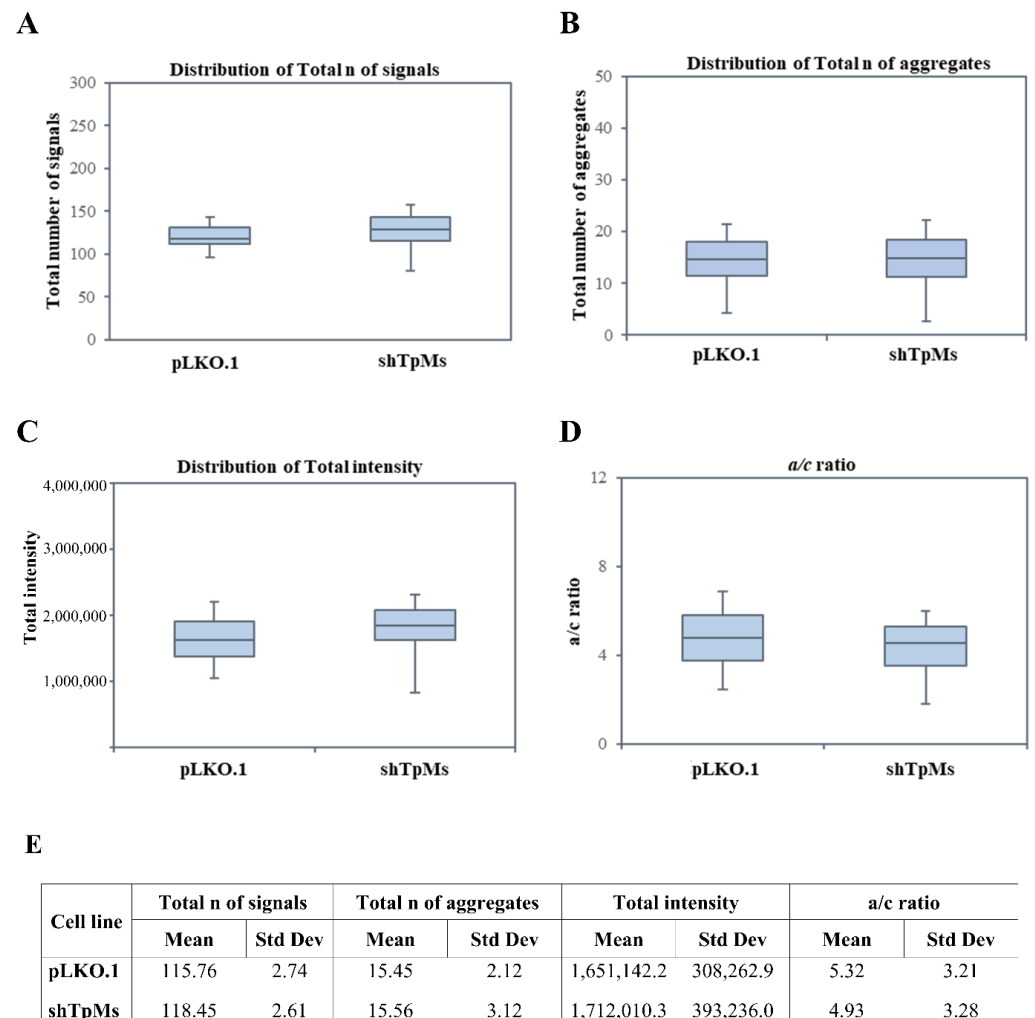 A
Distribution of Total n of signals
Total number of signals
300
250
200
150
100
50
0
pLKO.1 shTpMs
B
Distribution of Total n of aggregates
Total number of aggregates
50
40
30
20
10
0
pLKO.1 shTpMs
C
Distribution of Total intensity
Total intensity
4,000,000
3,000,000
2,000,000
1,000,000
pLKO.1 shTpMs
D
a/c ratio
a/c ratio
12
8
4
0
pLKO.1 shTpMs
E
Cell line Total n of signals Total n of aggregates Total intensity a/c ratio
Mean Std Dev Mean Std Dev Mean Std Dev Mean Std Dev
pLKO.1 115.76 2.74 15.45 2.12 1,651,142.2 308,262.9 5.32 3.21
shTpMs 118.45 2.61 15.56 3.12 1,712,010.3 393,236.0 4.93 3.28